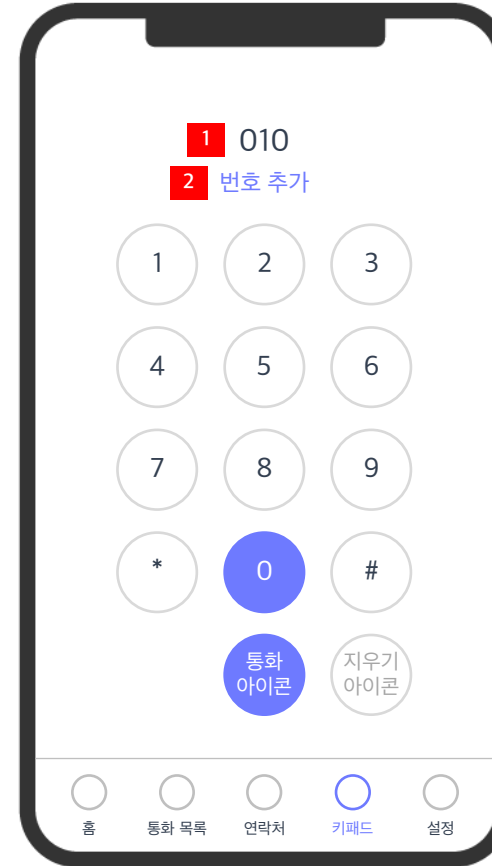 1 010
2 번호 추가
1 2 3
4 5 6
7 8 9
* 0 #
통화 지우기
아이콘 아이콘
홈 통화 목록 연락처 키패드 설정